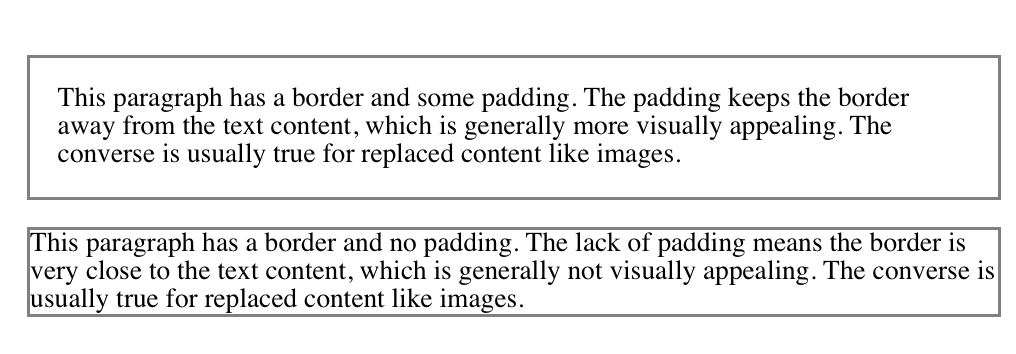 This paragraph has a border and some padding. The padding keeps the border
away from the text content, which is generally more visually appealing. The
converse is usually true for replaced content like images.
This paragraph has a border and no padding. The lack of padding means the border is
very close to the text content, which is generally not visually appealing. The converse is
usually true for replaced content like images.